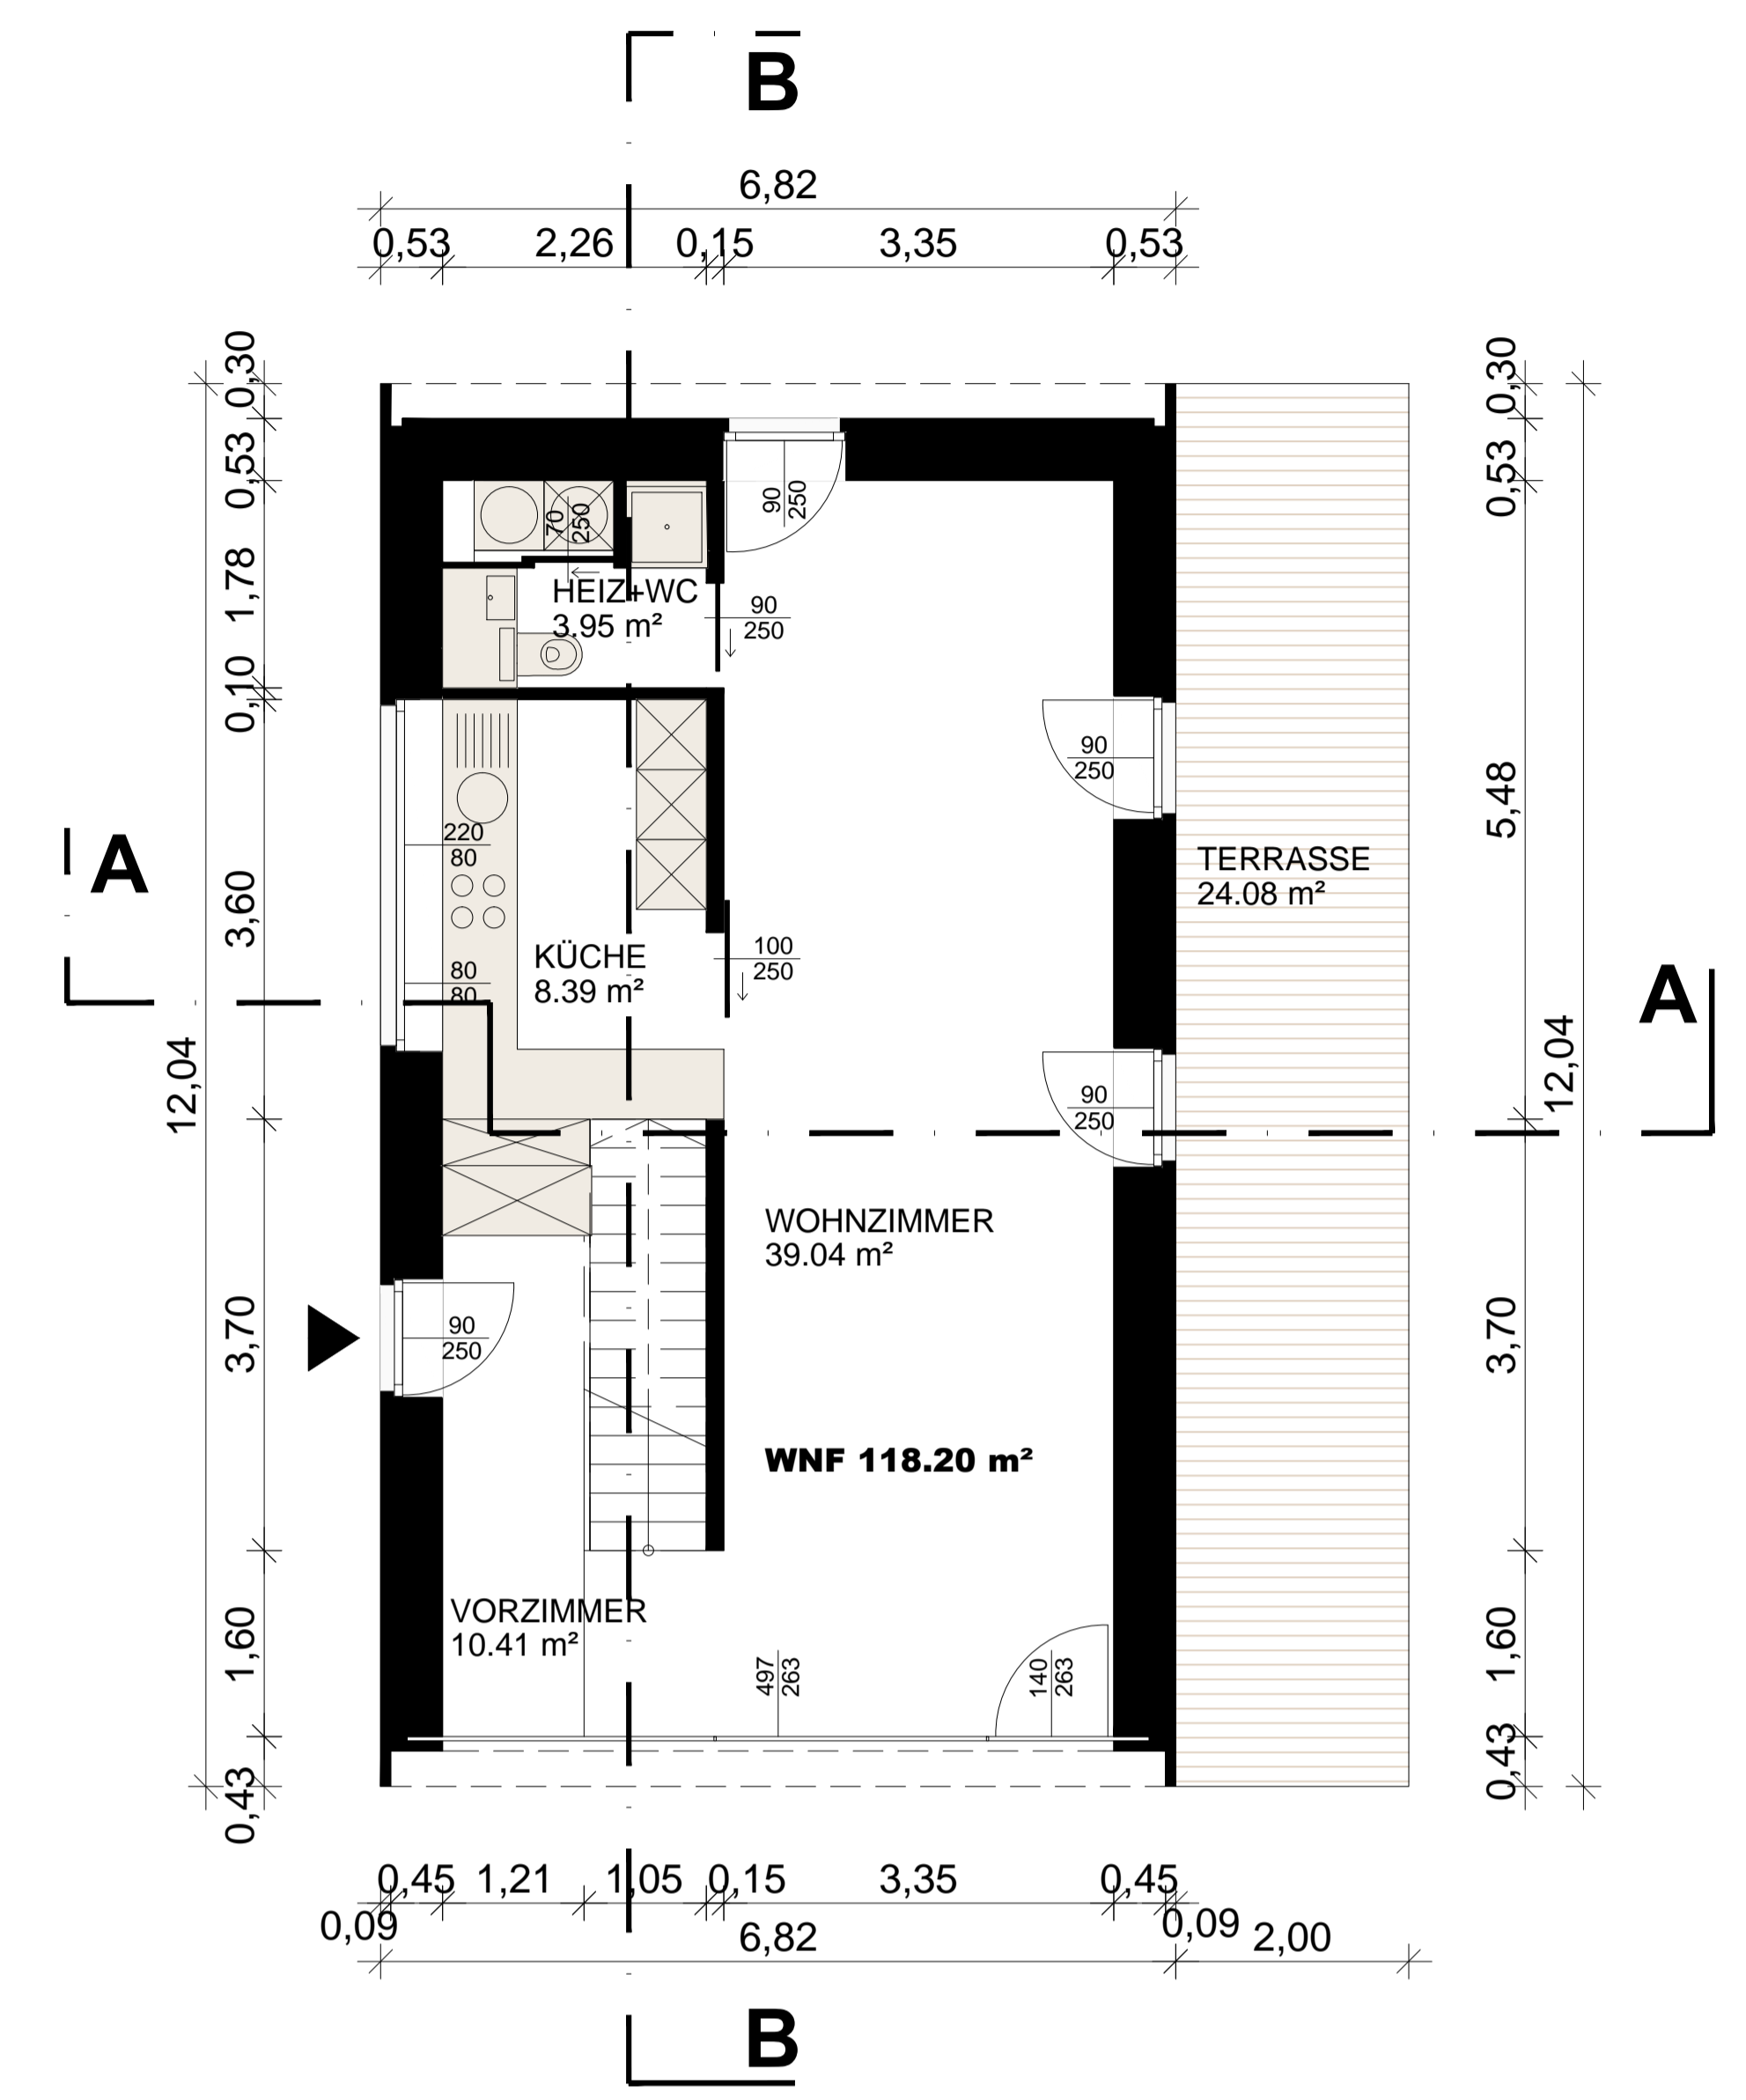 B
6,82
0,53 2,26 0,15 3,35 0,53
0,30
0,53
1,78
0,10
3,60
3,70
1,60
0,43
12,04
0,30
0,53
5,48
3,70
1,60
0,43
12,04
70
250
90
250
HEIZ+WC
3.95 m²
90
250
90
250
220
80
A
TERRASSE
24.08 m²
KÜCHE
8.39 m²
100
250
80
80
A
90
250
WOHNZIMMER
39.04 m²
90
250
WNF 118.20 m²
VORZIMMER
10.41 m²
497
263
140
263
0,45 1,21 1,05 0,15 3,35 0,45
0,09 6,82 0,09 2,00
B